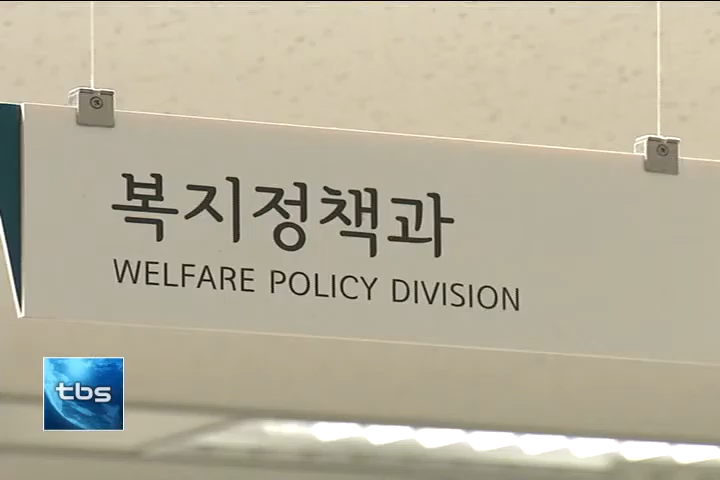 복지정책과
WELFARE POLICY DIVISION
tbs